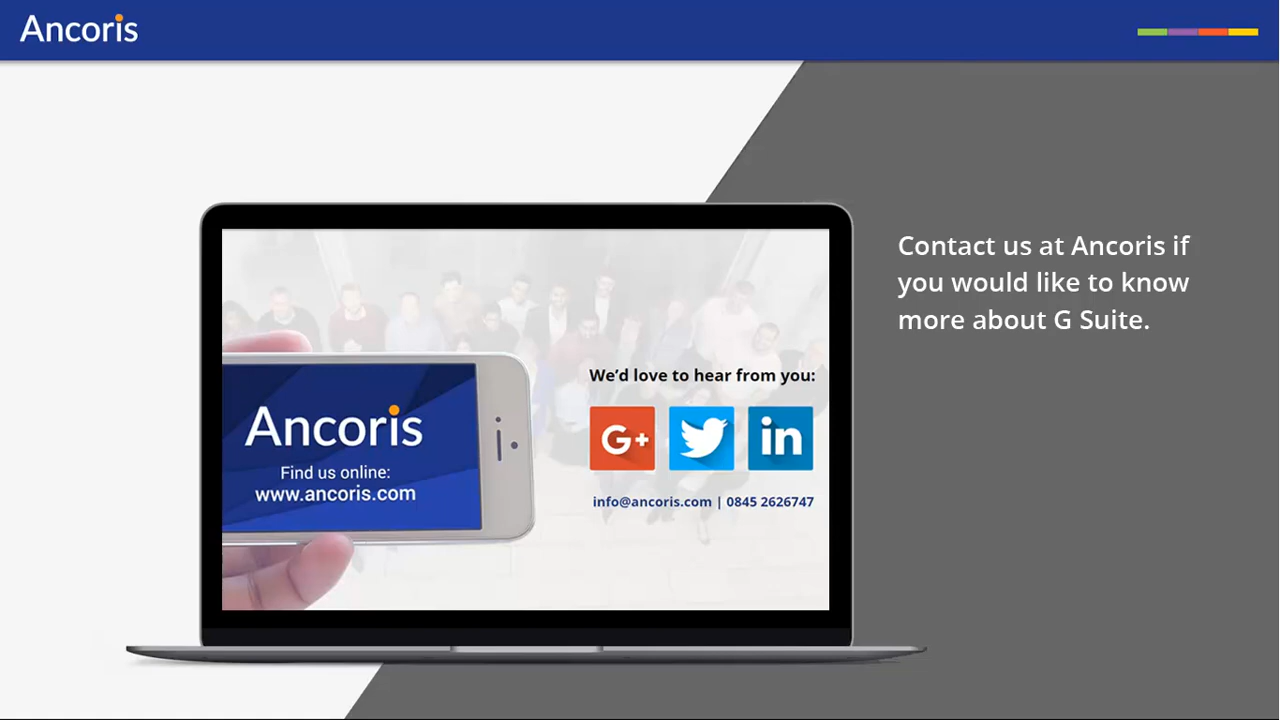 Ancoris
Contact us at Ancoris if
you would like to know
more about G Suite.
We'd love to hear from you:
G+
in
Ancoris
Find us online:
www.ancoris.com
info@ancoris.com | 0845 2626747